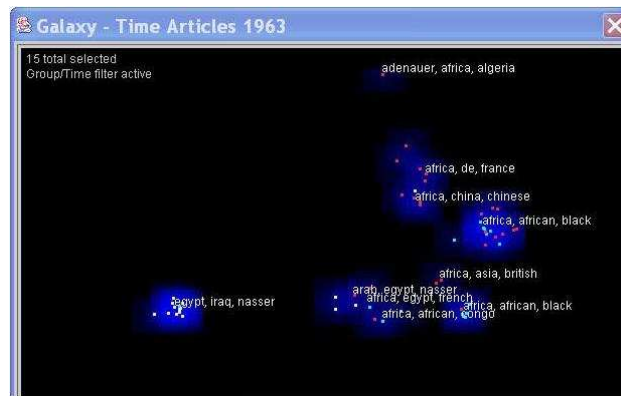 Galaxy - Time Articles 1963
15 total selected
Group/Time filter active
adenauer, africa, algeria
africa, de, france
africa, china, chinese
africa, african, black
africa, asia, british
arab, egypt, nasser
egypt, iraq, nasser
africa, egypt, french
africa, african, black
africa, african, congo